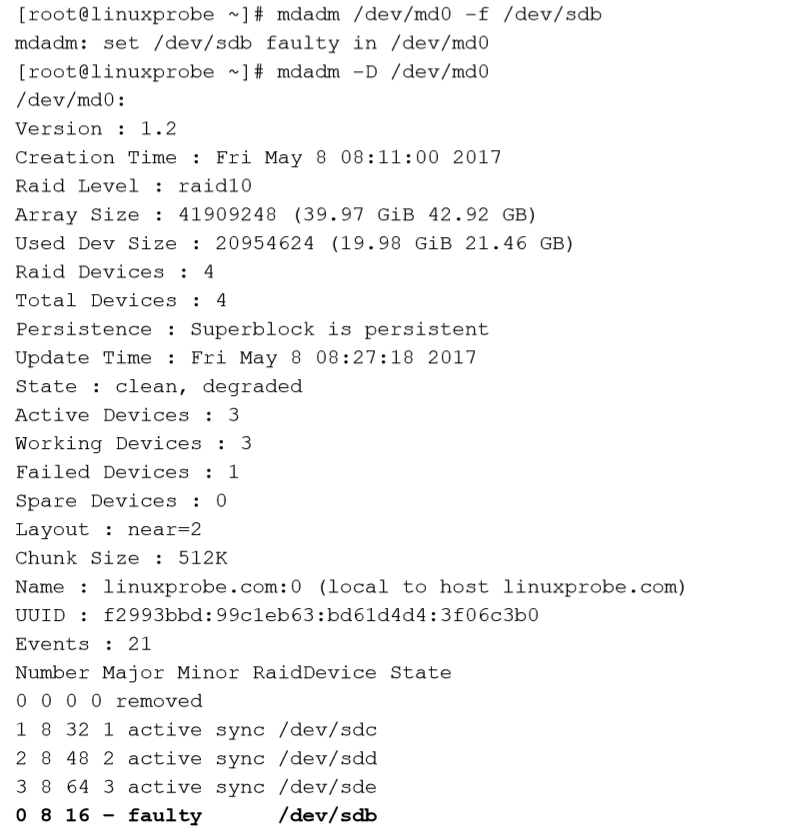 [root@linuxprobe ~]# mdadm /dev/md0 -f /dev/sdb
mdadm: set /dev/sdb faulty in /dev/md0
[root@linuxprobe ~]# mdadm -D /dev/md0
/dev/md0:
Version : 1.2
Creation Time : Fri May 8 08:11:00 2017
Raid Level : raid10
Array Size : 41909248 (39.97 GiB 42.92 GB)
Used Dev Size : 20954624 (19.98 GiB 21.46 GB)
Raid Devices : 4
Total Devices : 4
Persistence : Superblock is persistent
Update Time : Fri May 8 08:27:18 2017
State : clean, degraded
Active Devices : 3
Working Devices : 3
Failed Devices : 1
Spare Devices : 0
Layout : near=2
Chunk Size : 512K
Name : linuxprobe.com:0 (local to host linuxprobe.com)
UUID : f2993bbd:99c1eb63:bd61d4d4:3f06c3b0
Events : 21
Number Major Minor RaidDevice State
0 0 0 0 removed
1 8 32 1 active sync /dev/sdc
2 8 48 2 active sync /dev/sdd
3 8 64 3 active sync /dev/sde
0 8 16 - faulty /dev/sdb